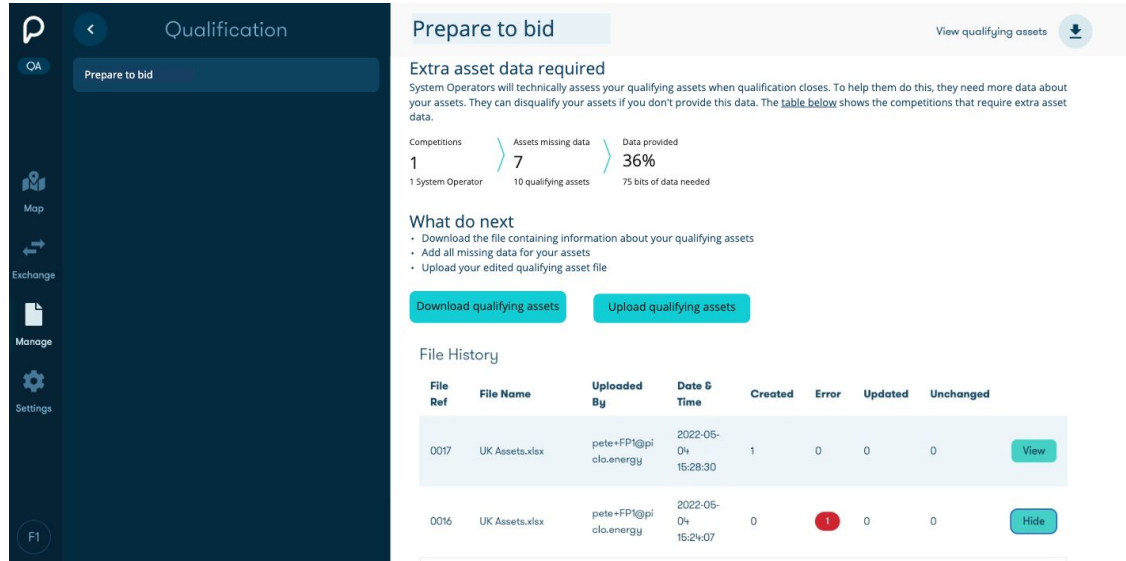 QA
Map
Exchange
Manage
Settings
F1
Qualification
Prepare to bid
Prepare to bid
View qualifying assets
Extra asset data required
System Operators will technically assess your qualifying assets when qualification closes. To help them do this, they need more data about
your assets. They can disqualify your assets if you don't provide this data. The table below shows the competitions that require extra asset
data.
Competitions
Assets missing data
Data provided
1
7
36%
1 System Operator
10 qualifying assets
75 bits of data needed
What do next
• Download the file containing information about your qualifying assets
• Add all missing data for your assets
• Upload your edited qualifying asset file
Download qualifying assets
Upload qualifying assets
File History
File
Ref
File Name
Uploaded
By
Date &
Time
Created
Error
Updated
Unchanged
0017
UK Assets.xlsx
pete+FP1@pi
clo.energy
2022-05-
04
15:28:30
1
0
0
0
View
0016
UK Assets.xlsx
pete+FP1@pi
clo.energy
2022-05-
04
15:24:07
0
1
0
0
Hide